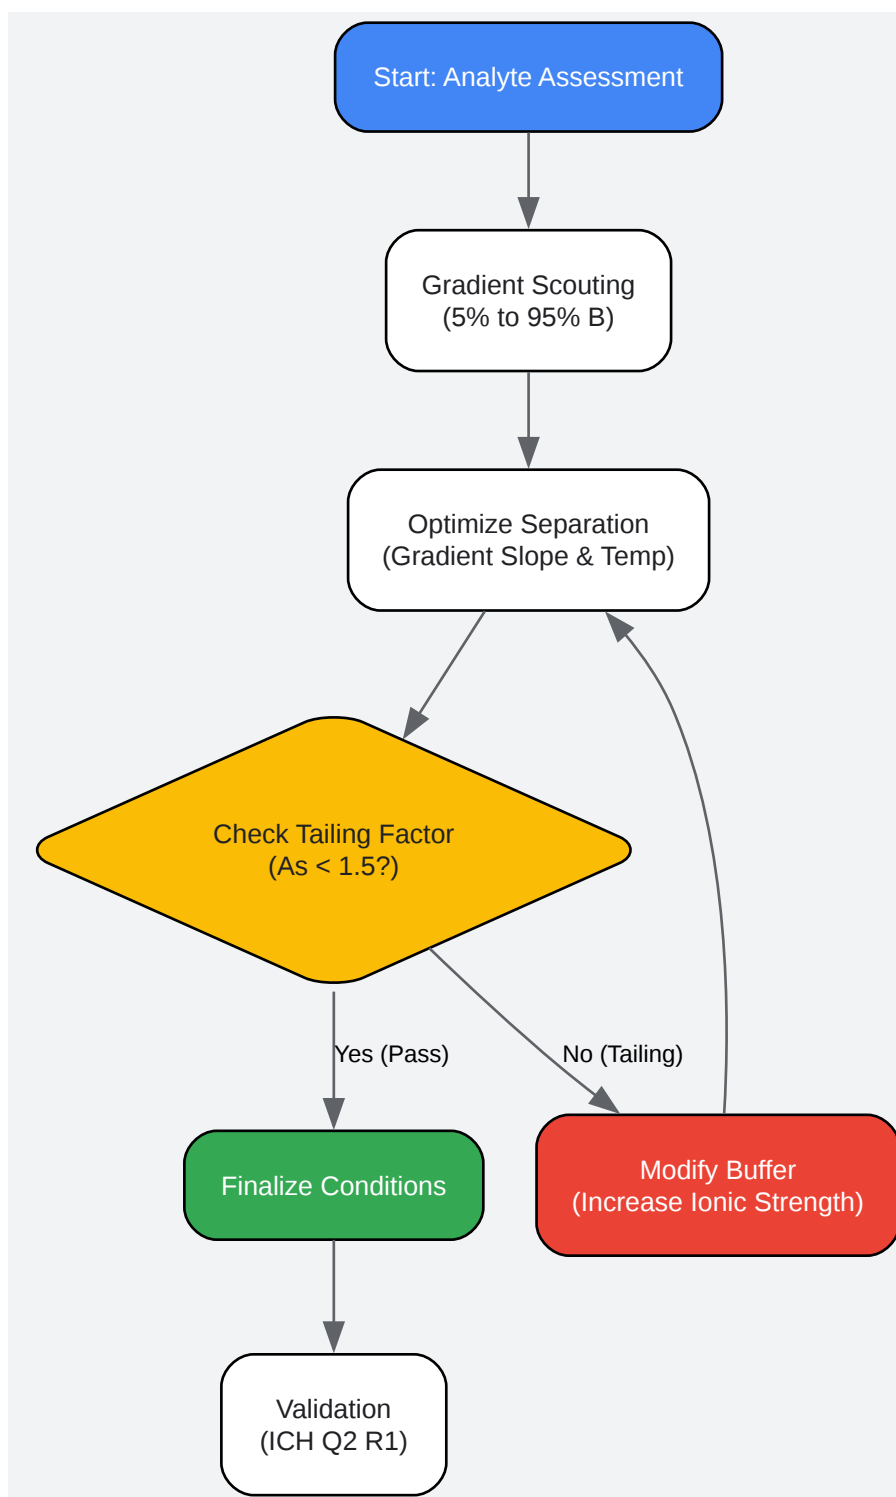 Start: Analyte Assessment
Gradient Scouting
(5% to 95% B)
Optimize Separation
(Gradient Slope & Temp)
Check Tailing Factor
(As < 1.5?)
Yes (Pass)
No (Tailing)
Finalize Conditions
Modify Buffer
(Increase Ionic Strength)
Validation
(ICH Q2 R1)